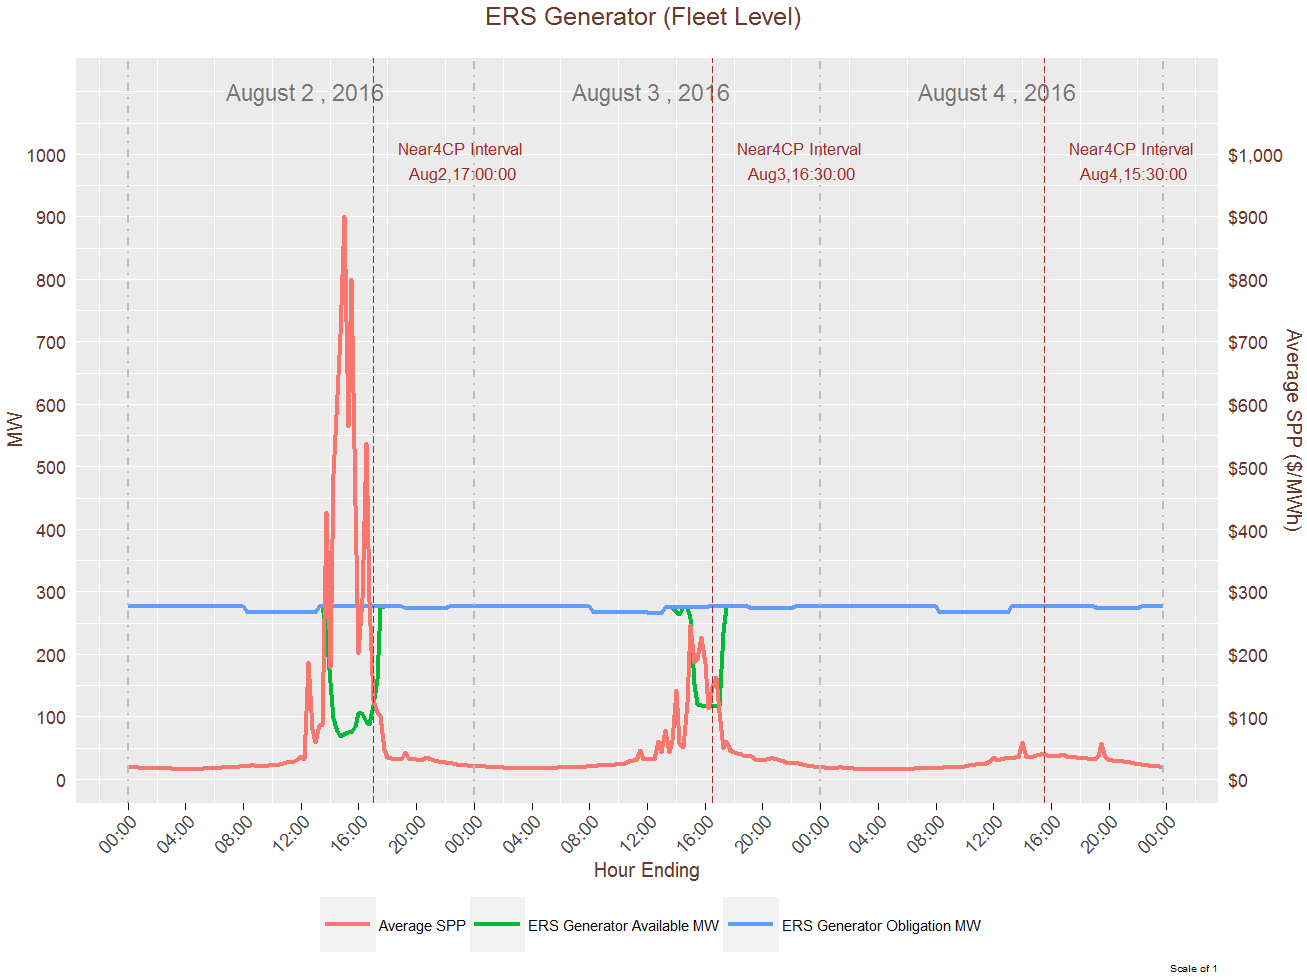 ERS Generator (Fleet Level)
August 2 , 2016
August 3 , 2016
August 4 , 2016
Near4CP Interval
Aug2,17:00:00
Near4CP Interval
Aug3,16:30:00
Near4CP Interval
Aug4,15:30:00
1000
900
800
700
600
500
400
300
200
100
0
MW
$1,000
$900
$800
$700
$600
$500
$400
$300
$200
$100
$0
Average SPP ($/MWh)
00:00
04:00
08:00
12:00
16:00
20:00
00:00
04:00
08:00
12:00
16:00
20:00
00:00
04:00
08:00
12:00
16:00
20:00
00:00
Hour Ending
Average SPP
ERS Generator Available MW
ERS Generator Obligation MW
Scale of 1